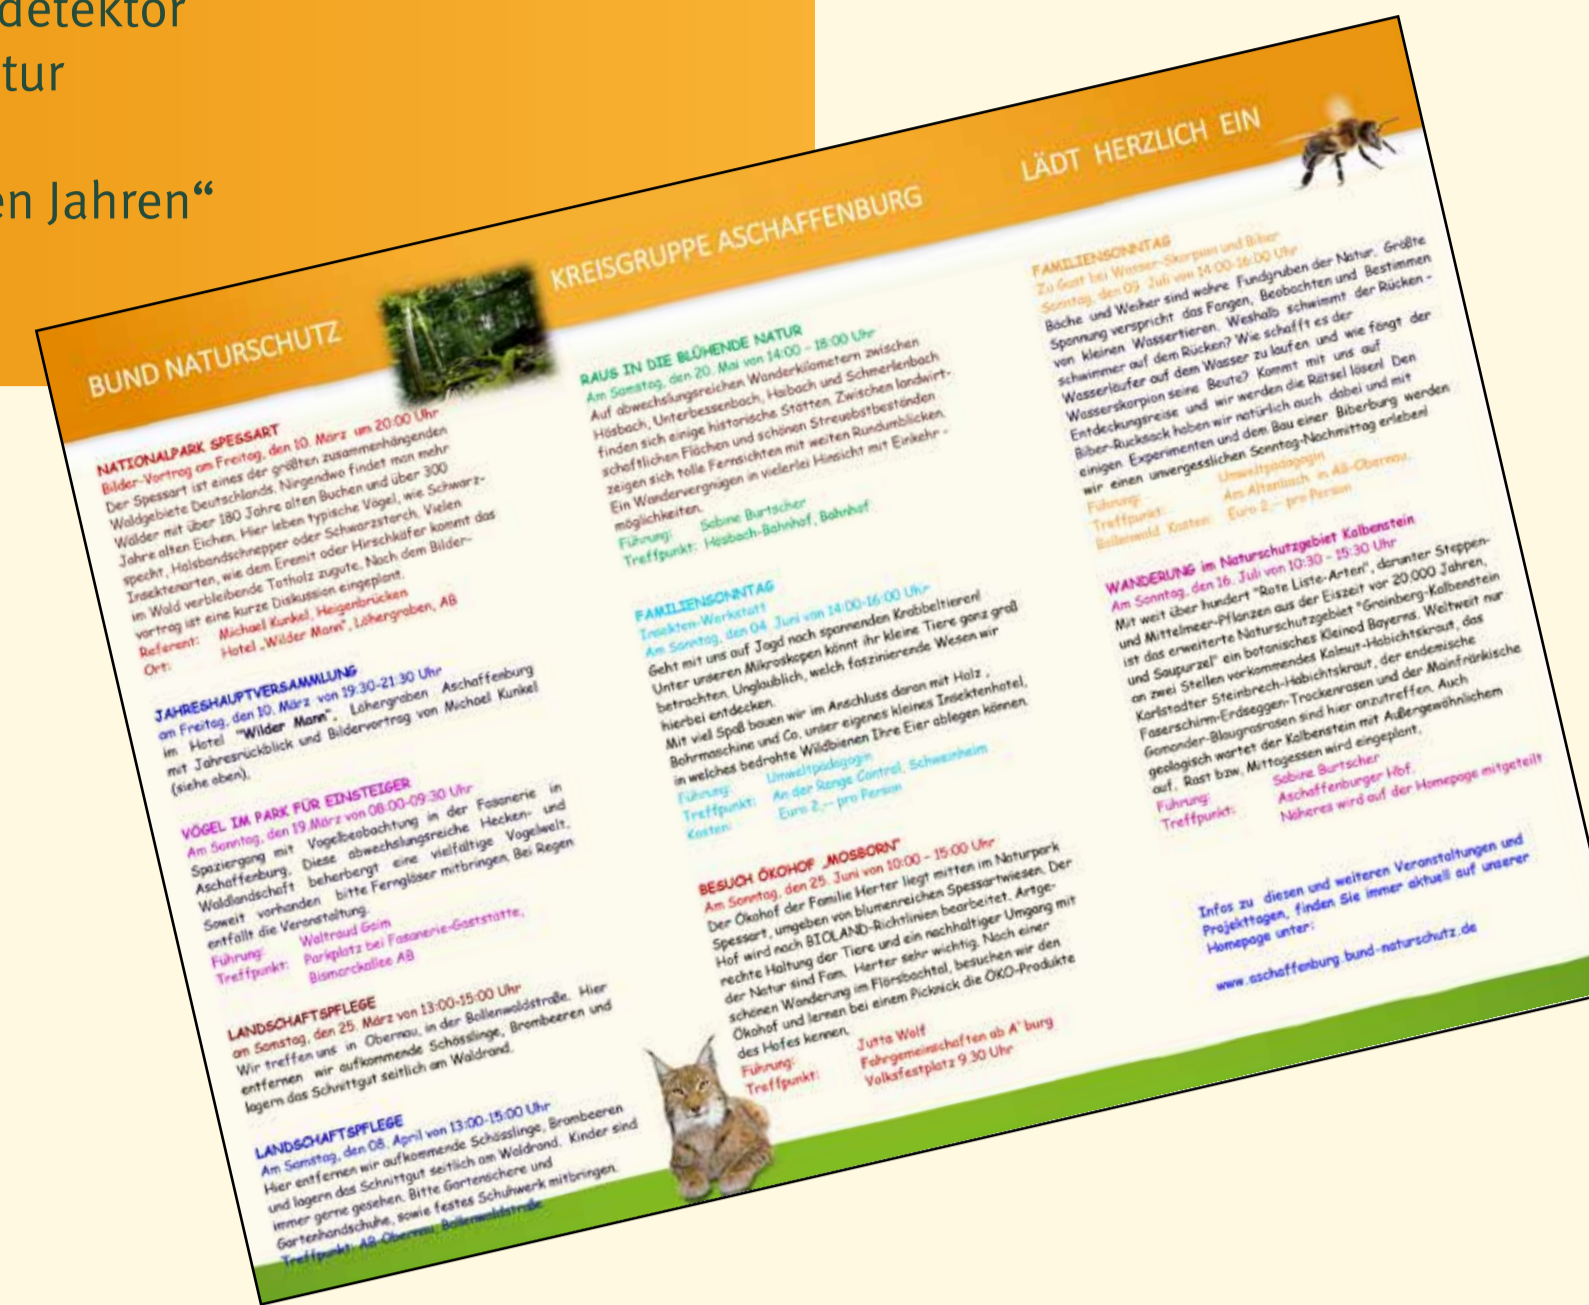 detektor
tur
en Jahren“
BUND NATURSCHUTZ
KREISGRUPPE ASCHAFFENBURG
LÄDT HERZLICH EIN
NATIONALPARK SPESSART
Bilder-Vortrag am Freitag, den 10. März um 20:00 Uhr
Der Spessart ist eines der größten zusammenhängenden
Waldgebiete Deutschlands. Nirgendwo findet man mehr
Wälder mit über 180 Jahre alten Buchen und über 300
Jahre alten Eichen. Hier leben typische Vögel, wie Schwarz-
specht, Halsbandschnepper oder Schwarzstorch. Vielen
Insektenarten, wie dem Eremit oder Hirschkäfer kommt das
im Wald verbleibende Totholz zugute. Nach dem Bilder-
vortrag ist eine kurze Diskussion eingeplant.
Referent: Michael Kunkel, Heigenbrücken
Ort: Hotel „Wilder Mann", Löhergraben, AB
JAHRESHAUPTVERSAMMLUNG
am Freitag, den 10. März von 19:30-21:30 Uhr
im Hotel "Wilder Mann", Löhergraben Aschaffenburg
mit Jahresrückblick und Bildervortrag von Michael Kunkel
(siehe oben).
VÖGEL IM PARK FÜR EINSTEIGER
Am Sonntag, den 19.März von 08:00-09:30 Uhr
Spaziergang mit Vogelbeobachtung in der Fasanerie in
Aschaffenburg. Diese abwechslungsreiche Hecken- und
Waldlandschaft beherbergt eine vielfältige Vogelwelt.
Soweit vorhanden bitte Ferngläser mitbringen. Bei Regen
entfällt die Veranstaltung.
Führung: Waltraud Gaim
Treffpunkt: Parkplatz bei Fasanerie-Gaststätte,
Bismarckallee AB
LANDSCHAFTSPFLEGE
am Samstag, den 25. März von 13:00-15:00 Uhr
Wir treffen uns in Obernau, in der Bollenwaldstraße. Hier
entfernen wir aufkommende Schösslinge, Brombeeren und
lagern das Schnittgut seitlich am Waldrand.
LANDSCHAFTSPFLEGE
Am Samstag, den 08. April von 13:00-15:00 Uhr
Hier entfernen wir aufkommende Schösslinge, Brombeeren
und lagern das Schnittgut seitlich am Waldrand. Kinder sind
immer gerne gesehen. Bitte Gartenschere und
Gartenhandschuhe, sowie festes Schuhwerk mitbringen.
Treffpunkt: AB-Obernau, Bollenwaldstraße
RAUS IN DIE BLÜHENDE NATUR
Am Samstag, den 20. Mai von 14:00 - 18:00 Uhr
Auf abwechslungsreichen Wanderkilometern zwischen
Hösbach, Unterbessenbach, Haibach und Schmerlenbach
finden sich einige historische Stätten. Zwischen landwirt-
schaftlichen Flächen und schönen Streuobstbeständen
zeigen sich tolle Fernsichten mit weiten Rundumblicken.
Ein Wandervergnügen in vielerlei Hinsicht mit Einkehr -
möglichkeiten.
Führung: Sabine Burtscher
Treffpunkt: Hösbach-Bahnhof, Bahnhof
FAMILIENSONNTAG
Insekten-Werkstatt
Am Sonntag, den 04. Juni von 14:00-16:00 Uhr
Geht mit uns auf Jagd nach spannenden Krabbeltieren!
Unter unseren Mikroskopen könnt ihr kleine Tiere ganz groß
betrachten. Unglaublich, welch faszinierende Wesen wir
hierbei entdecken.
Mit viel Spaß bauen wir im Anschluss daran mit Holz ,
Bohrmaschine und Co. unser eigenes kleines Insektenhotel,
in welches bedrohte Wildbienen Ihre Eier ablegen können.
Führung: Umweltpädagogin
Treffpunkt: An der Range Control, Schweinheim
Kosten: Euro 2,-- pro Person
BESUCH ÖKOHOF „MOSBORN"
Am Sonntag, den 25. Juni von 10:00 - 15:00 Uhr
Der Ökohof der Familie Herter liegt mitten im Naturpark
Spessart, umgeben von blumenreichen Spessartwiesen. Der
Hof wird nach BIOLAND-Richtlinien bearbeitet. Artge-
rechte Haltung der Tiere und ein nachhaltiger Umgang mit
der Natur sind Fam. Herter sehr wichtig. Nach einer
schönen Wanderung im Flörsbachtal, besuchen wir den
Ökohof und lernen bei einem Picknick die ÖKO-Produkte
des Hofes kennen.
Führung: Jutta Wolf
Treffpunkt: Fahrgemeinschaften ab A' burg
Volksfestplatz 9.30 Uhr
FAMILIENSONNTAG
Zu Gast bei Wasser-Skorpion und Biber
Sonntag, den 09. Juli von 14:00-16:00 Uhr
Bäche und Weiher sind wahre Fundgruben der Natur. Größte
Spannung verspricht das Fangen, Beobachten und Bestimmen
von kleinen Wassertieren. Weshalb schwimmt der Rücken -
schwimmer auf dem Rücken? Wie schafft es der
Wasserläufer auf dem Wasser zu laufen und wie fängt der
Wasserskorpion seine Beute? Kommt mit uns auf
Entdeckungsreise und wir werden die Rätsel lösen! Den
Biber-Rucksack haben wir natürlich auch dabei und mit
einigen Experimenten und dem Bau einer Biberburg werden
wir einen unvergesslichen Sonntag-Nachmittag erleben!
Führung: Umweltpädagogin
Treffpunkt: Am Altenbach in AB-Obernau,
Bollenwald Kosten: Euro 2,-- pro Person
WANDERUNG im Naturschutzgebiet Kalbenstein
Am Sonntag, den 16. Juli von 10:30 - 15:30 Uhr
Mit weit über hundert "Rote Liste-Arten", darunter Steppen-
und Mittelmeer-Pflanzen aus der Eiszeit vor 20.000 Jahren,
ist das erweiterte Naturschutzgebiet "Grainberg-Kalbenstein
und Saupurzel" ein botanisches Kleinod Bayerns. Weltweit nur
an zwei Stellen vorkommendes Kalmut-Habichtskraut, das
Karlstadter Steinbrech-Habichtskraut, der endemische
Faserschirm-Erdseggen-Trockenrasen und der Mainfränkische
Gamander-Blaugrasrasen sind hier anzutreffen. Auch
geologisch wartet der Kalbenstein mit Außergewöhnlichem
auf. Rast bzw. Mittagessen wird eingeplant.
Führung: Sabine Burtscher
Treffpunkt: Aschaffenburger Hbf.
Näheres wird auf der Homepage mitgeteilt
Infos zu diesen und weiteren Veranstaltungen und
Projekttagen, finden Sie immer aktuell auf unserer
Homepage unter:
www.aschaffenburg.bund-naturschutz.de